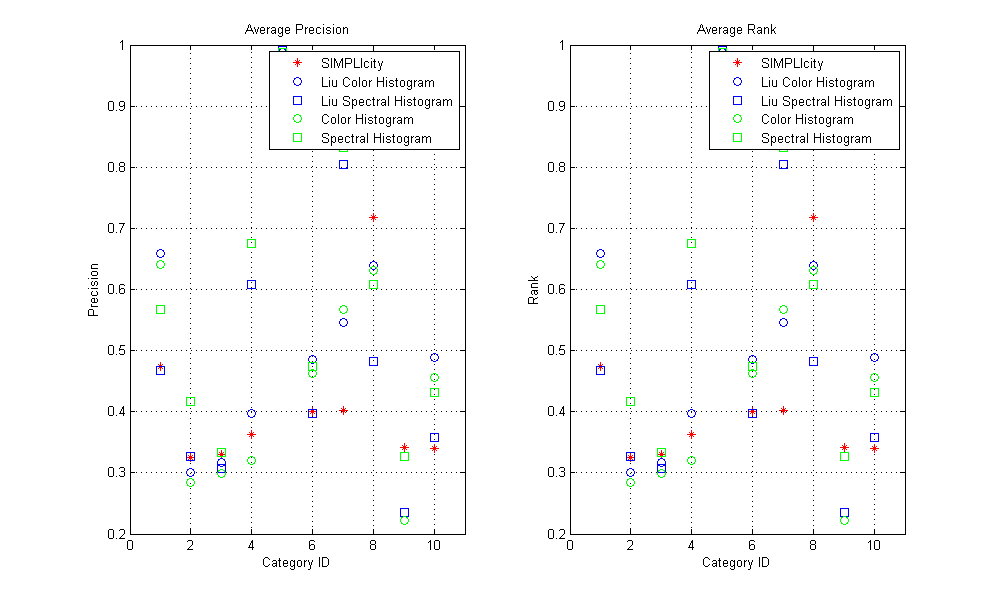 Average Precision
1
0.9
0.8
0.7
0.6
0.5
0.4
0.3
0.2
0
2
4
6
8
10
Precision
Category ID
SIMPLIcity
Liu Color Histogram
Liu Spectral Histogram
Color Histogram
Spectral Histogram
Average Rank
1
0.9
0.8
0.7
0.6
0.5
0.4
0.3
0.2
0
2
4
6
8
10
Rank
Category ID
SIMPLIcity
Liu Color Histogram
Liu Spectral Histogram
Color Histogram
Spectral Histogram